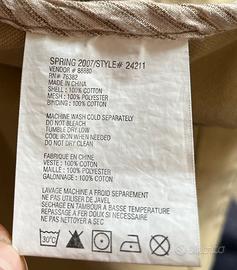 SPRING 2007/STYLE# 24211
VENDOR # 88880
RN# 76382
MADE IN CHINA
SHELL : 100% COTTON
MESH : 100% POLYESTER
BINDING : 100% COTTON
MACHINE WASH COLD SEPARATELY
DO NOT BLEACH
TUMBLE DRY LOW
COOL IRON WHEN NEEDED
DO NOT DRY CLEAN
FABRIQUE EN CHINE
VESTE : 100% COTON
MAILLE : 100% POLYESTER
GALONNAGE : 100% COTON
LAVAGE MACHINE A FROID SEPAREMENT
PAS UTILISER DE JAVEL
SECHAGE EN TAMBOUR A BASSE TEMPERATURE
REPASSAGE A FER DOUX SI NECESSAIRE
NE PAS NETTOYER A SEC
30°C
subito